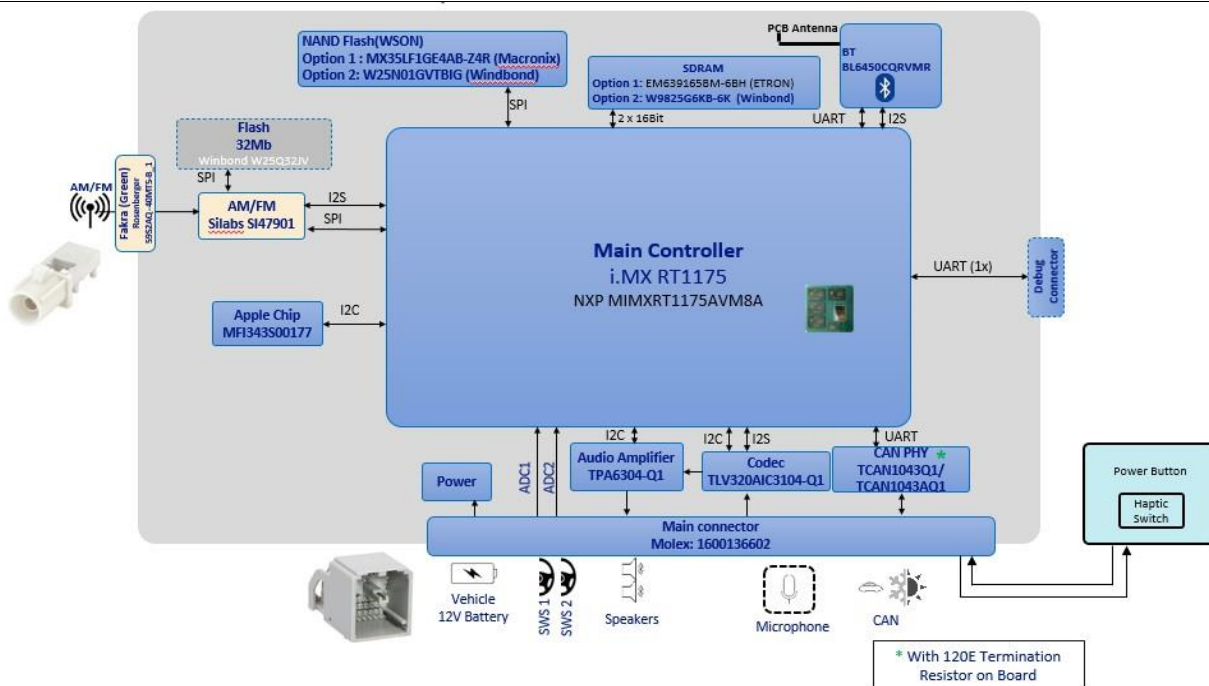 NAND Flash(WSON)
Option 1 : MX35LF1GE4AB-Z4R (Macronix)
Option 2: W25N01GVTBIG (Windbond)
SPI
SDRAM
Option 1: EM639165BM-6BH (ETRON)
Option 2: W9825G6KB-6K (Winbond)
2 x 16Bit
PCB Antenna
BT
BL6450CQRVMR
UART
I2S
Flash
32Mb
Winbond W25Q32JV
SPI
AM/FM
Fakra (Green)
Rosenberger
59S2AQ-40MT5-B_1
AM/FM
Silabs SI47901
I2S
SPI
Main Controller
i.MX RT1175
NXP MIMXRT1175AVM8A
UART (1x)
Debug
Connector
Apple Chip
MFI343S00177
I2C
ADC1
ADC2
I2C
I2C
I2S
UART
Power
Audio Amplifier
TPA6304-Q1
Codec
TLV320AIC3104-Q1
CAN PHY *
TCAN1043Q1/
TCAN1043AQ1
Main connector
Molex: 1600136602
Power Button
Haptic
Switch
Vehicle
12V Battery
SWS 1
SWS 2
Speakers
Microphone
CAN
* With 120E Termination
Resistor on Board